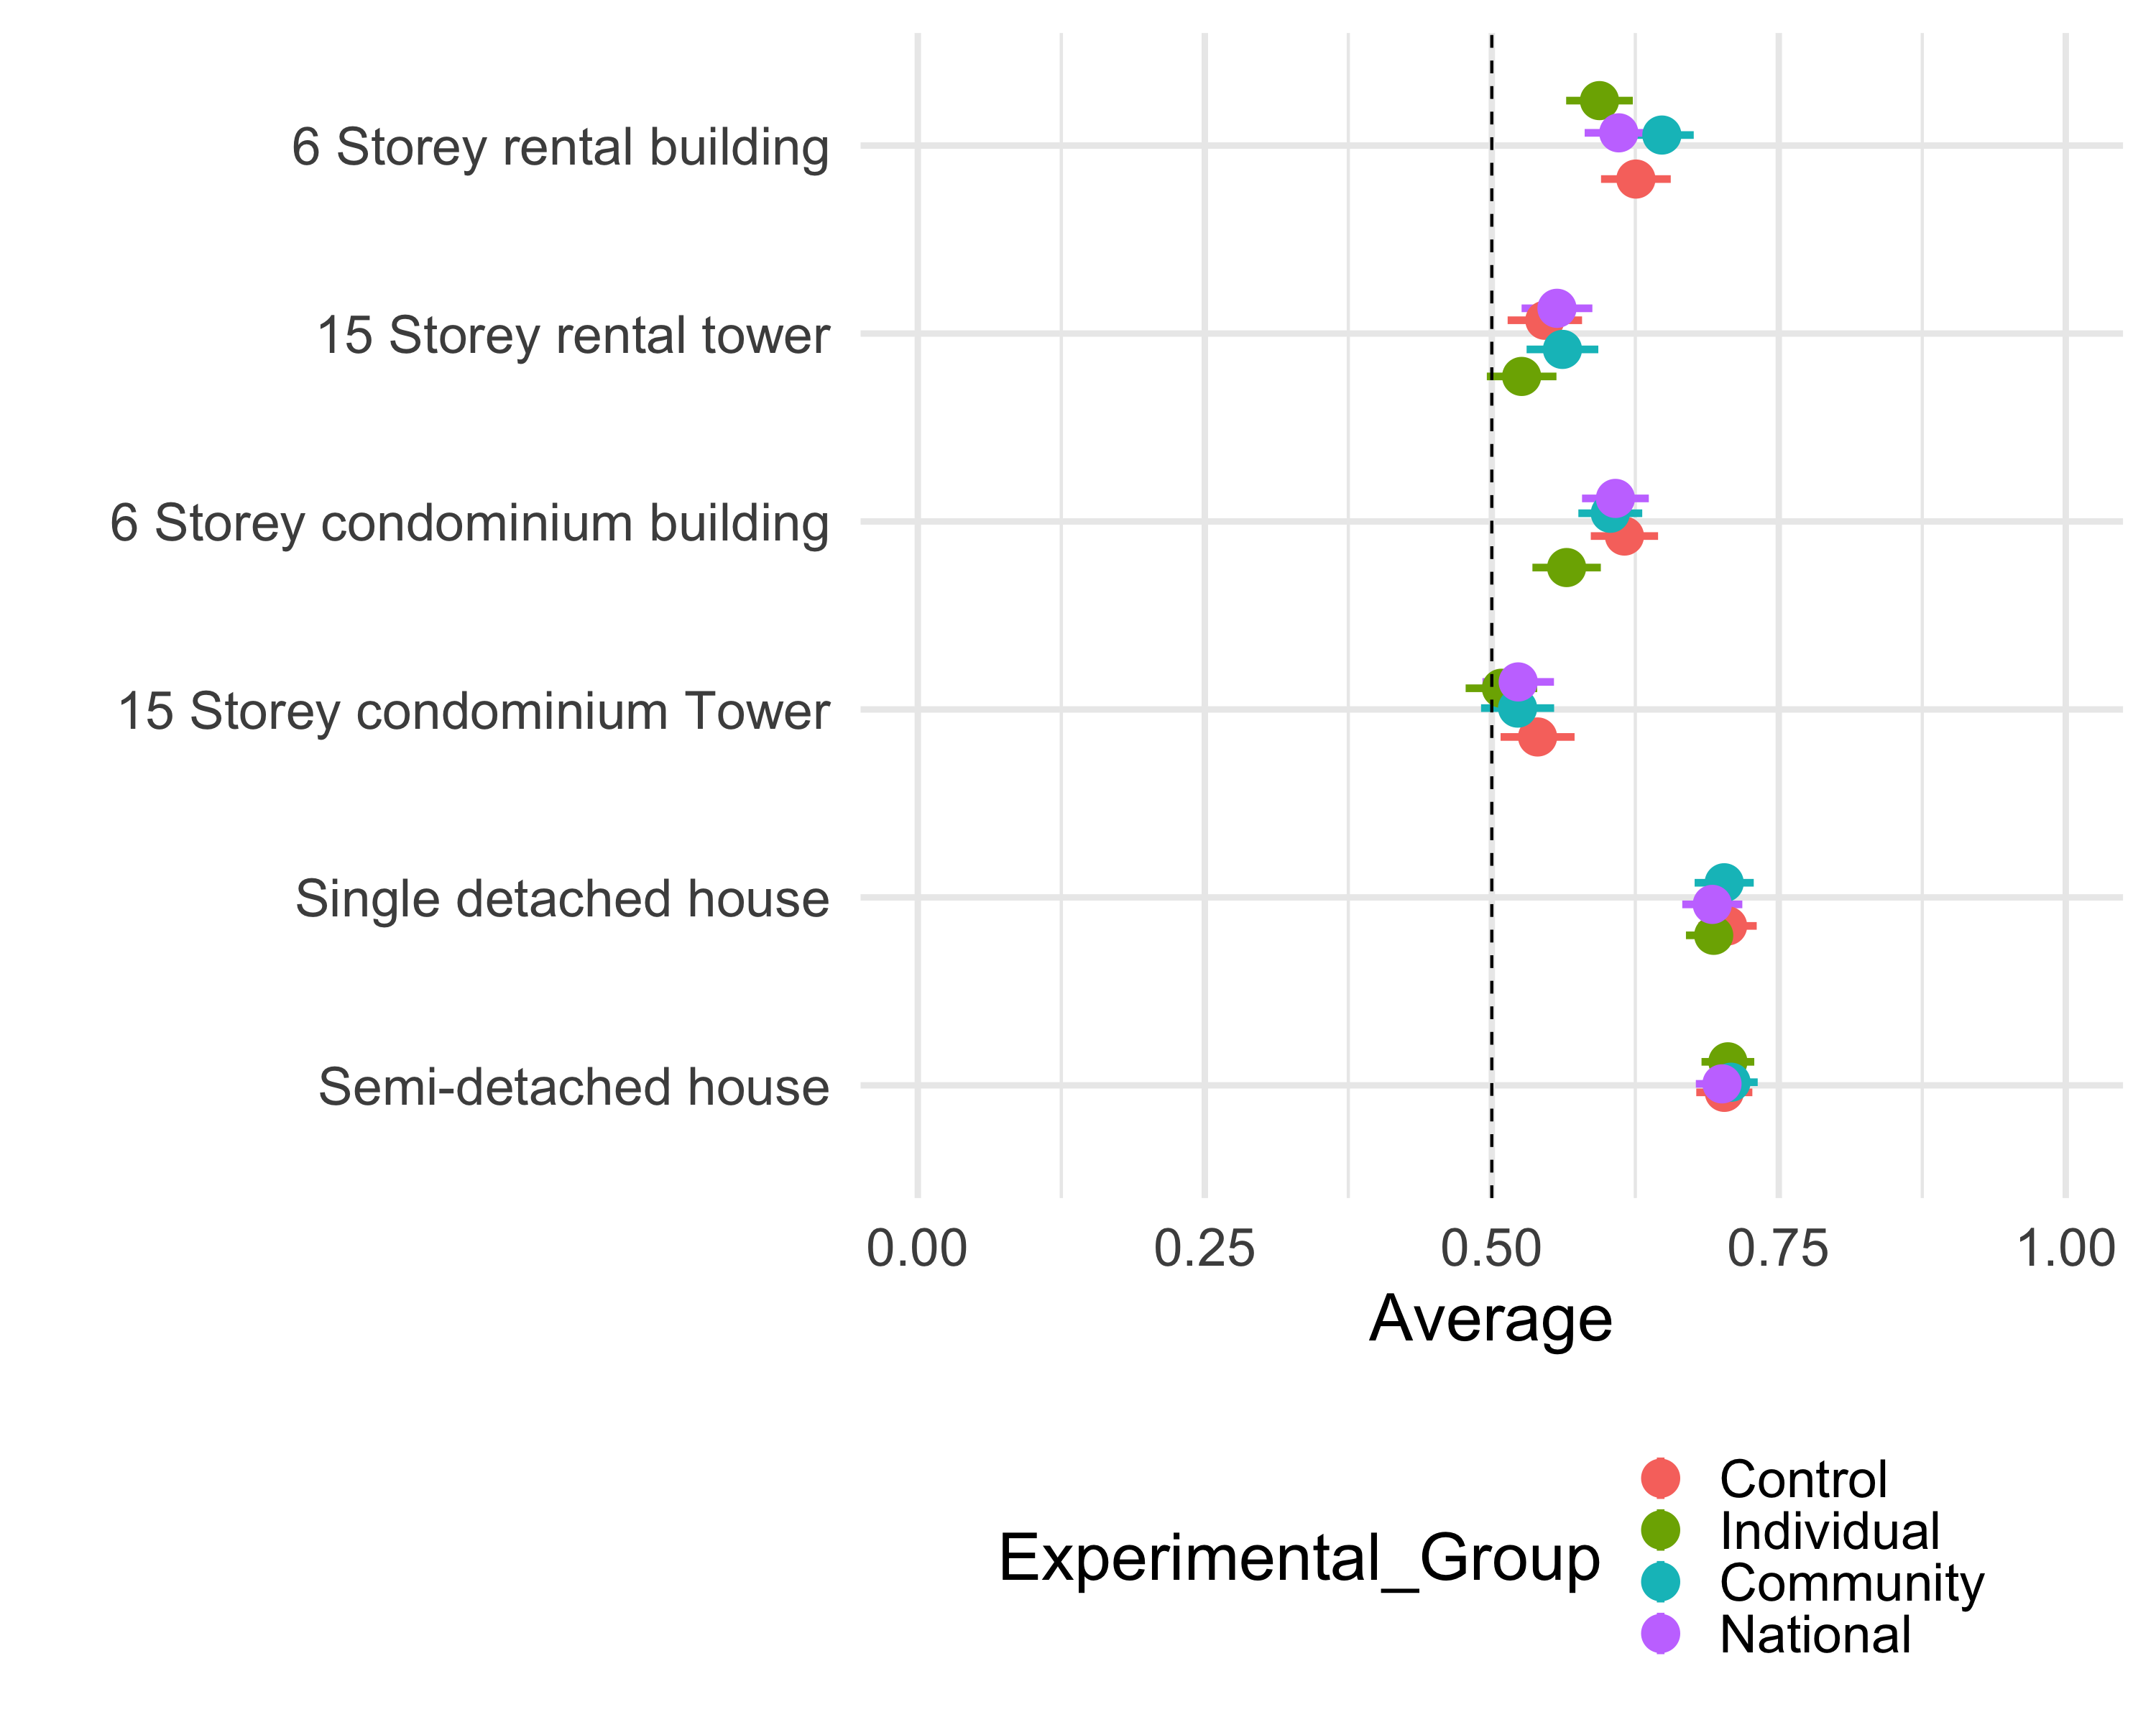 6 Storey rental building
15 Storey rental tower
6 Storey condominium building
15 Storey condominium Tower
Single detached house
Semi-detached house
0.00 0.25 0.50 0.75 1.00
Average
Experimental_Group
Control
Individual
Community
National